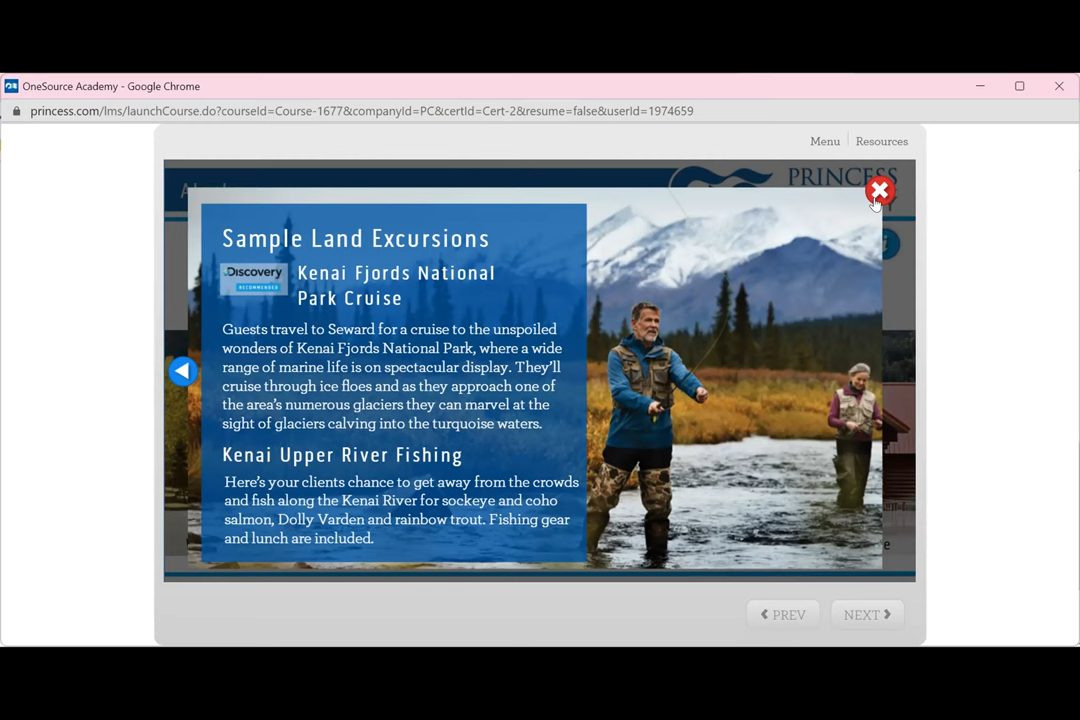 OneSource Academy - Google Chrome
princess.com/lms/launchCourse.do?courseId=Course-1677&companyId=PC&certId=Cert-2&resume=false&userId=1974659
Menu Resources
PRINCESS
Sample Land Excursions
Discovery
RECOMMENDED
Kenai Fjords National
Park Cruise
Guests travel to Seward for a cruise to the unspoiled
wonders of Kenai Fjords National Park, where a wide
range of marine life is on spectacular display. They'll
cruise through ice floes and as they approach one of
the area's numerous glaciers they can marvel at the
sight of glaciers calving into the turquoise waters.
Kenai Upper River Fishing
Here's your clients chance to get away from the crowds
and fish along the Kenai River for sockeye and coho
salmon, Dolly Varden and rainbow trout. Fishing gear
and lunch are included.
PREV NEXT